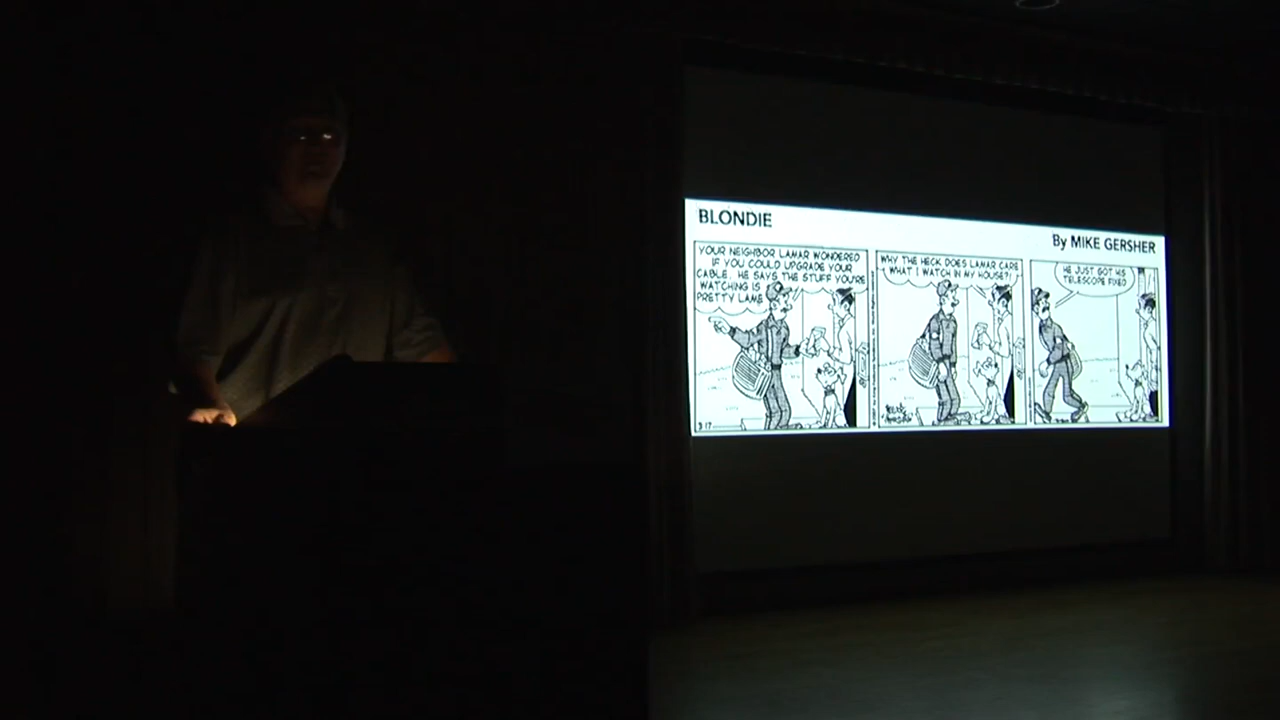 BLONDIE
By MIKE GERSHER
YOUR NEIGHBOR LAMAR WONDERED
IF YOU COULD UPGRADE YOUR
CABLE. HE SAYS THE STUFF YOU'RE
WATCHING IS
PRETTY LAME
WHY THE HECK DOES LAMAR CARE
WHAT I WATCH IN MY HOUSE?!
HE JUST GOT HIS
TELESCOPE FIXED
3 17